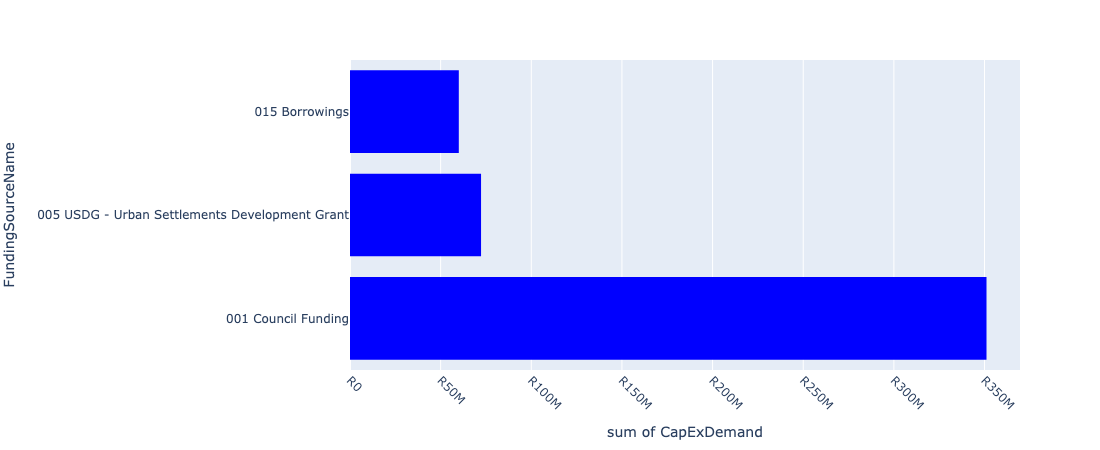 FundingSourceName
015 Borrowings
005 USDG - Urban Settlements Development Grant
001 Council Funding
R0
R50M
R100M
R150M
R200M
R250M
R300M
R350M
sum of CapExDemand